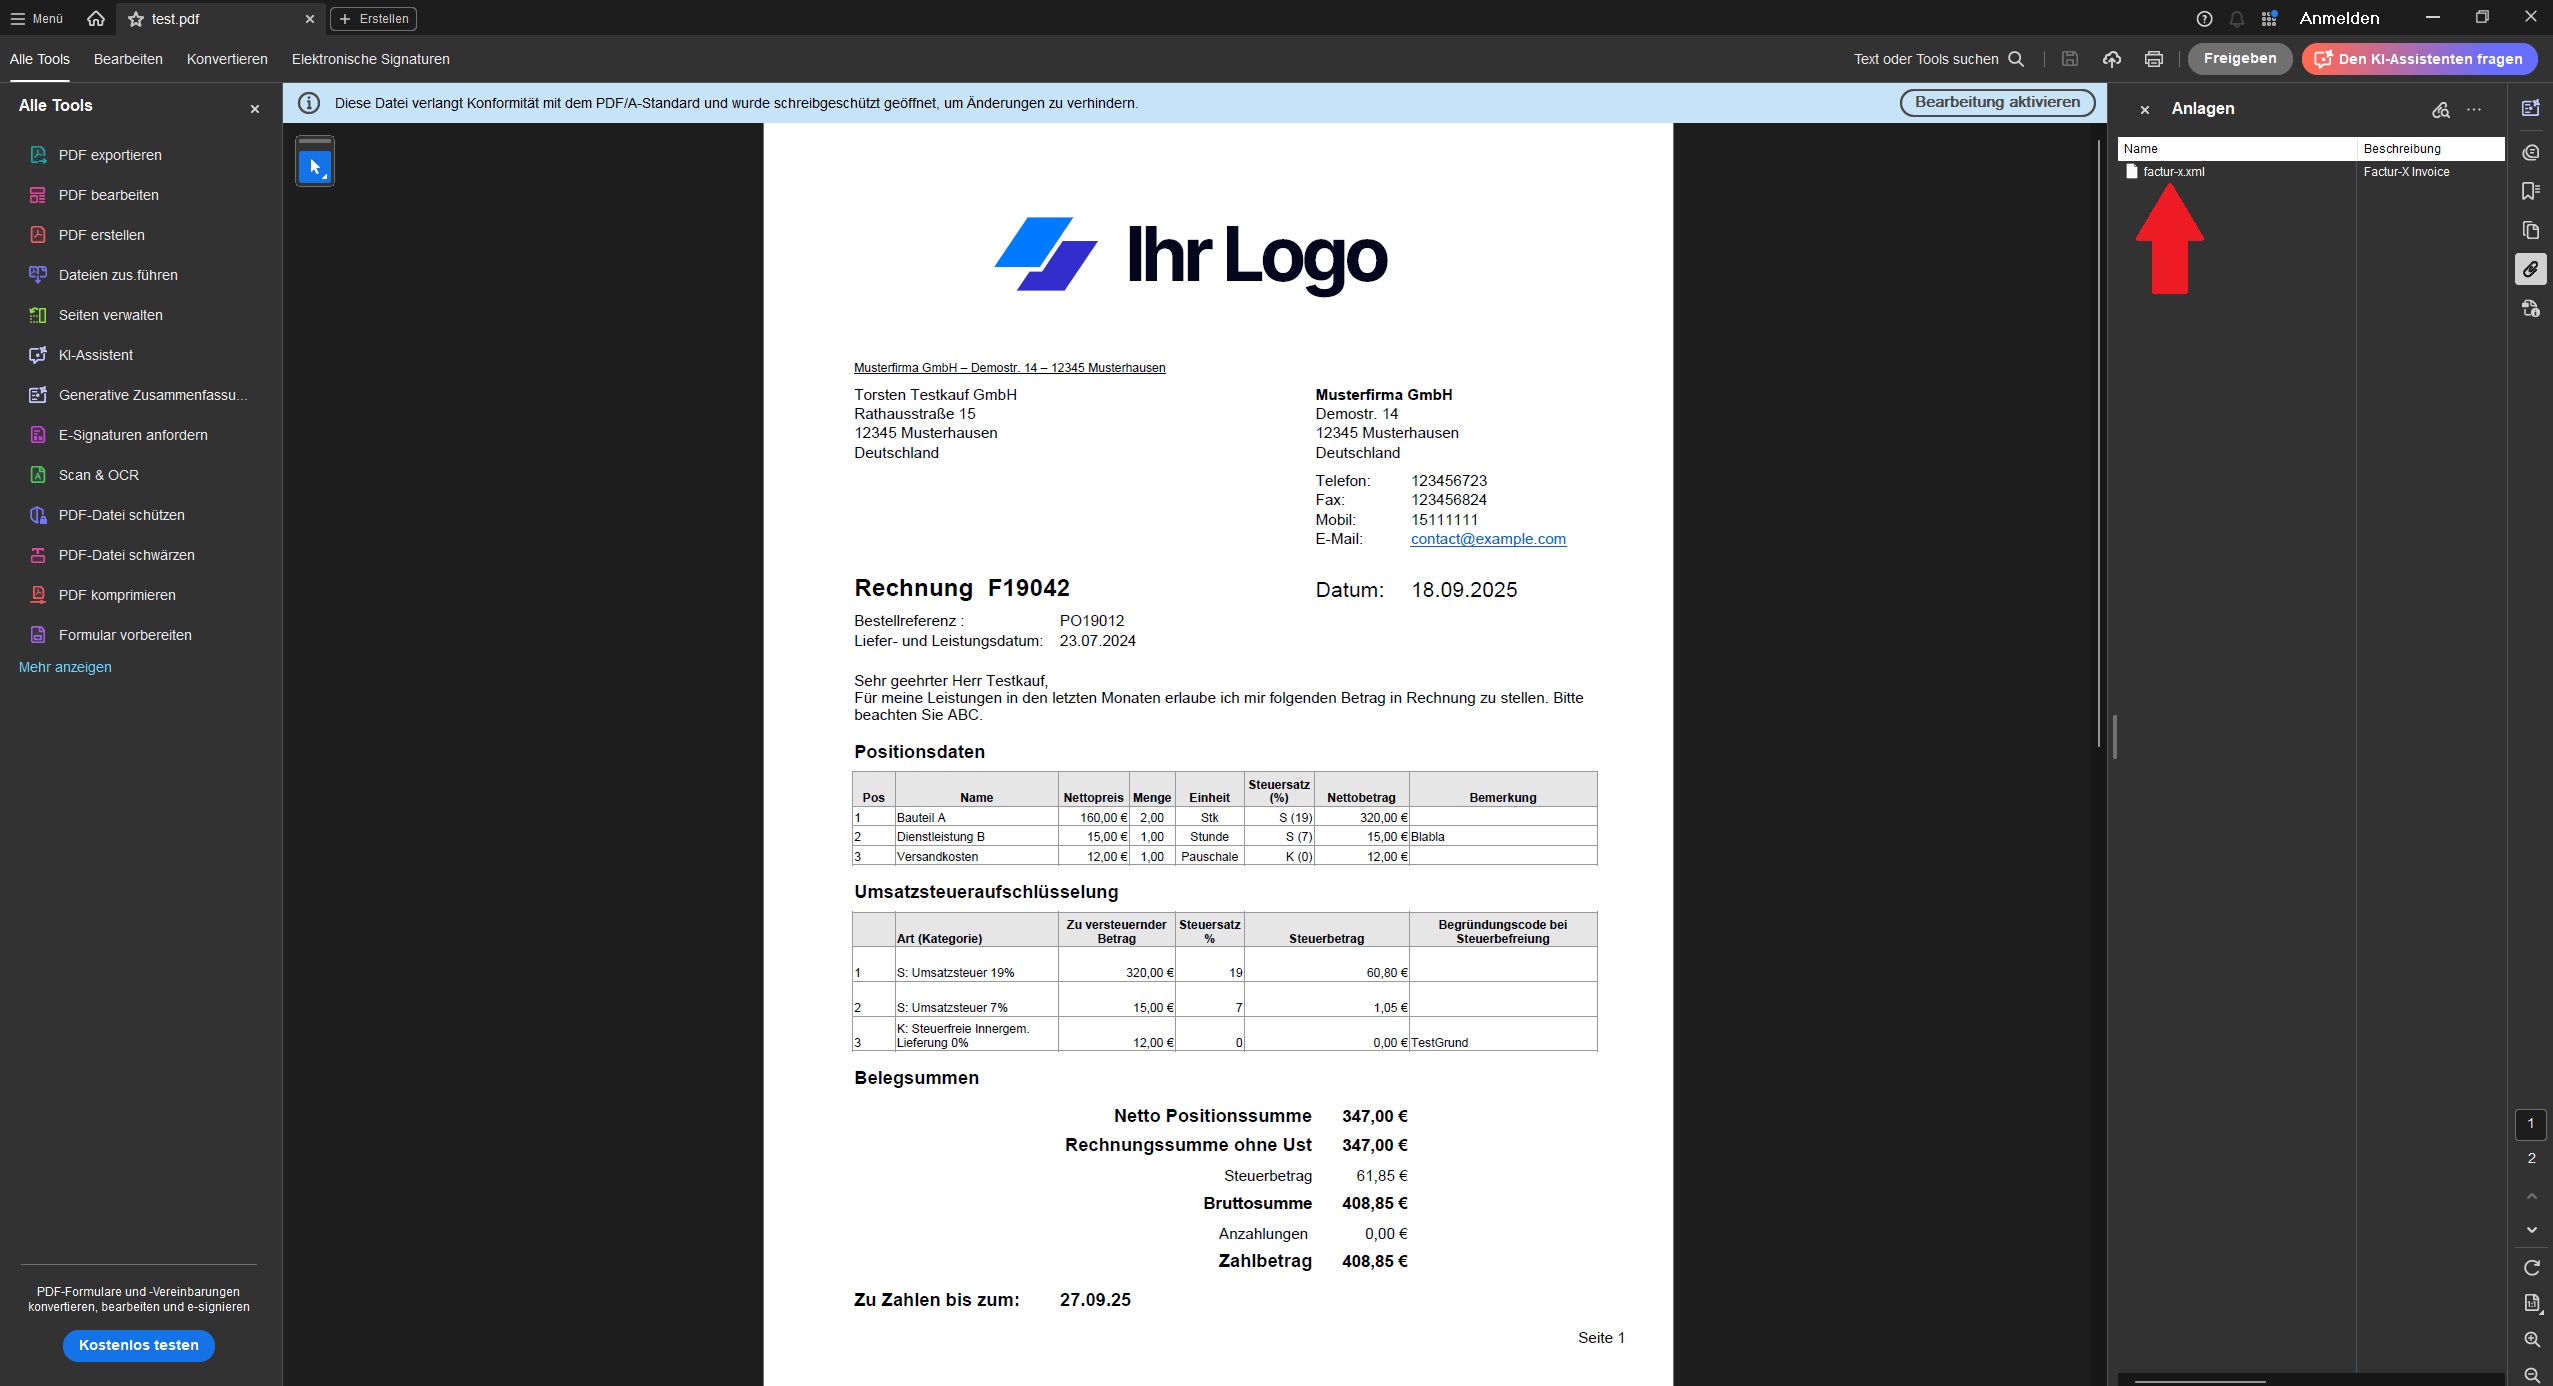 Menü
test.pdf
Erstellen
Anmelden
Alle Tools Bearbeiten Konvertieren Elektronische Signaturen
Text oder Tools suchen
Freigeben
Den KI-Assistenten fragen
Alle Tools
PDF exportieren
PDF bearbeiten
PDF erstellen
Dateien zus.führen
Seiten verwalten
KI-Assistent
Generative Zusammenfassu...
E-Signaturen anfordern
Scan & OCR
PDF-Datei schützen
PDF-Datei schwärzen
PDF komprimieren
Formular vorbereiten
Mehr anzeigen
PDF-Formulare und -Vereinbarungen
konvertieren, bearbeiten und e-signieren
Kostenlos testen
Diese Datei verlangt Konformität mit dem PDF/A-Standard und wurde schreibgeschützt geöffnet, um Änderungen zu verhindern.
Bearbeitung aktivieren
Ihr Logo
Musterfirma GmbH – Demostr. 14 – 12345 Musterhausen
Torsten Testkauf GmbH
Rathausstraße 15
12345 Musterhausen
Deutschland
Musterfirma GmbH
Demostr. 14
12345 Musterhausen
Deutschland
Telefon: 123456723
Fax: 123456824
Mobil: 15111111
E-Mail: contact@example.com
Rechnung F19042
Datum: 18.09.2025
Bestellreferenz : PO19012
Liefer- und Leistungsdatum: 23.07.2024
Sehr geehrter Herr Testkauf,
Für meine Leistungen in den letzten Monaten erlaube ich mir folgenden Betrag in Rechnung zu stellen. Bitte
beachten Sie ABC.
Positionsdaten
Pos Name Nettopreis Menge Einheit Steuersatz (%) Nettobetrag Bemerkung
1 Bauteil A 160,00 € 2,00 Stk S (19) 320,00 €
2 Dienstleistung B 15,00 € 1,00 Stunde S (7) 15,00 € Blabla
3 Versandkosten 12,00 € 1,00 Pauschale K (0) 12,00 €
Umsatzsteueraufschlüsselung
Art (Kategorie) Zu versteuernder Betrag Steuersatz % Steuerbetrag Begründungscode bei Steuerbefreiung
1 S: Umsatzsteuer 19% 320,00 € 19 60,80 €
2 S: Umsatzsteuer 7% 15,00 € 7 1,05 €
3 K: Steuerfreie Innergem. Lieferung 0% 12,00 € 0 0,00 € TestGrund
Belegsummen
Netto Positionssumme 347,00 €
Rechnungssumme ohne Ust 347,00 €
Steuerbetrag 61,85 €
Bruttosumme 408,85 €
Anzahlungen 0,00 €
Zahlbetrag 408,85 €
Zu Zahlen bis zum: 27.09.25
Seite 1
Anlagen
Name Beschreibung
factur-x.xml Factur-X Invoice
1
2